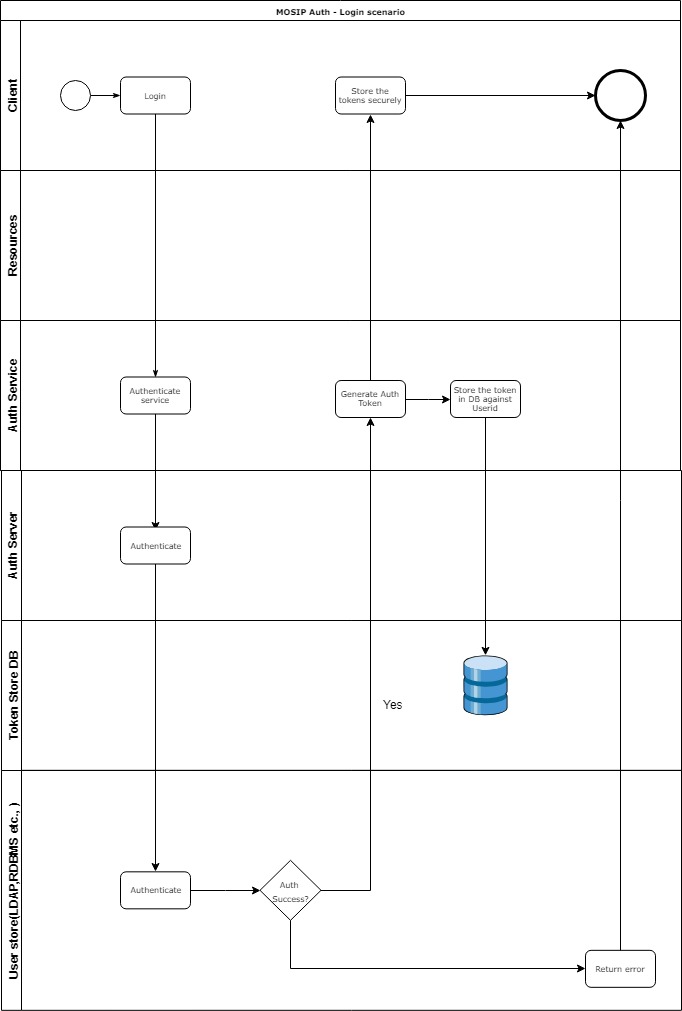 MOSIP Auth - Login scenario
Client
Login
Store the
tokens securely
Resources
Auth Service
Authenticate
service
Generate Auth
Token
Store the token
in DB against
Userid
Auth Server
Authenticate
Token Store DB
Yes
User store(LDAP,RDBMS etc., )
Authenticate
Auth
Success?
Return error